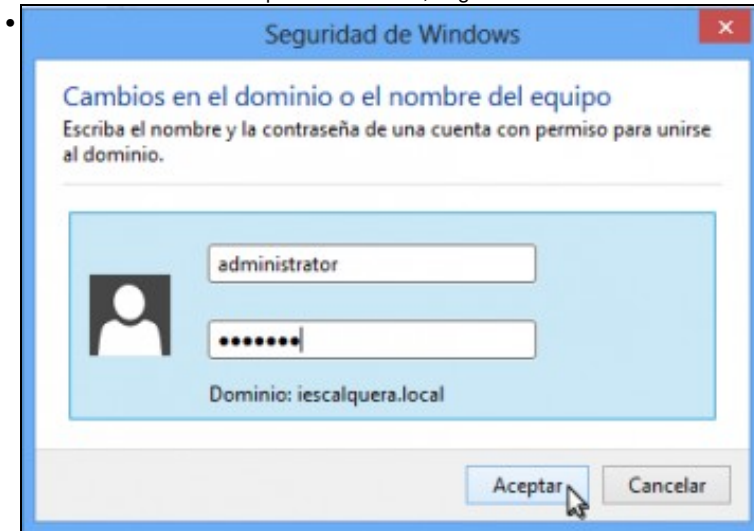 Seguridad de Windows
Cambios en el dominio o el nombre del equipo
Escriba el nombre y la contraseña de una cuenta con permiso para unirse
al dominio.
administrator
•••••••
Dominio: iescalquera.local
Aceptar
Cancelar